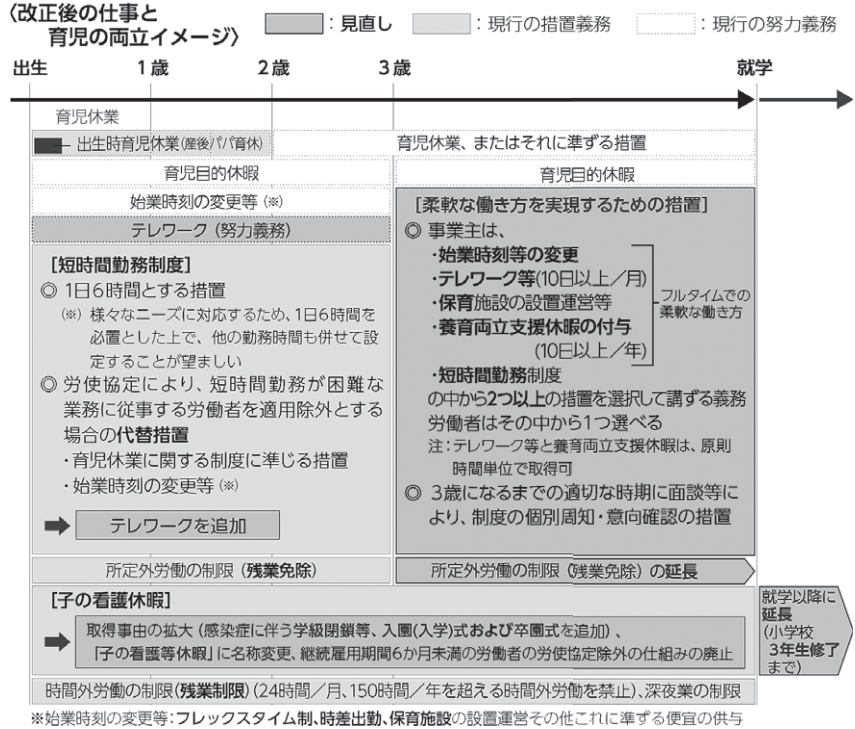 〈改正後の仕事と
育児の両立イメージ〉
：見直し
：現行の措置義務
：現行の努力義務
出生
1歳
2歳
3歳
就学
育児休業
出生時育児休業(産後パパ育休)
育児休業、またはそれに準ずる措置
育児目的休暇
育児目的休暇
始業時刻の変更等(※)
テレワーク(努力義務)
[短時間勤務制度]
◎ 1日6時間とする措置
(※) 様々なニーズに対応するため、1日6時間を
必置とした上で、他の勤務時間も併せて設
定することが望ましい
◎ 労使協定により、短時間勤務が困難な
業務に従事する労働者を適用除外とする
場合の代替措置
・育児休業に関する制度に準じる措置
・始業時刻の変更等(※)
テレワークを追加
[柔軟な働き方を実現するための措置]
◎ 事業主は、
・始業時刻等の変更
・テレワーク等(10日以上／月)
・保育施設の設置運営等
・養育両立支援休暇の付与
(10日以上／年)
フルタイムでの
柔軟な働き方
・短時間勤務制度
の中から2つ以上の措置を選択して講ずる義務
労働者はその中から1つ選べる
注：テレワーク等と養育両立支援休暇は、原則
時間単位で取得可
◎ 3歳になるまでの適切な時期に面談等に
より、制度の個別周知・意向確認の措置
所定外労働の制限(残業免除)
所定外労働の制限(残業免除)の延長
[子の看護休暇]
取得事由の拡大(感染症に伴う学級閉鎖等、入園(入学)式および卒園式を追加)、
「子の看護等休暇」に名称変更、継続雇用期間6か月未満の労働者の労使協定除外の仕組みの廃止
就学以降に
延長
(小学校
3年生修了
まで)
時間外労働の制限(残業制限)(24時間／月、150時間／年を超える時間外労働を禁止)、深夜業の制限
※始業時刻の変更等：フレックスタイム制、時差出勤、保育施設の設置運営その他これに準ずる便宜の供与